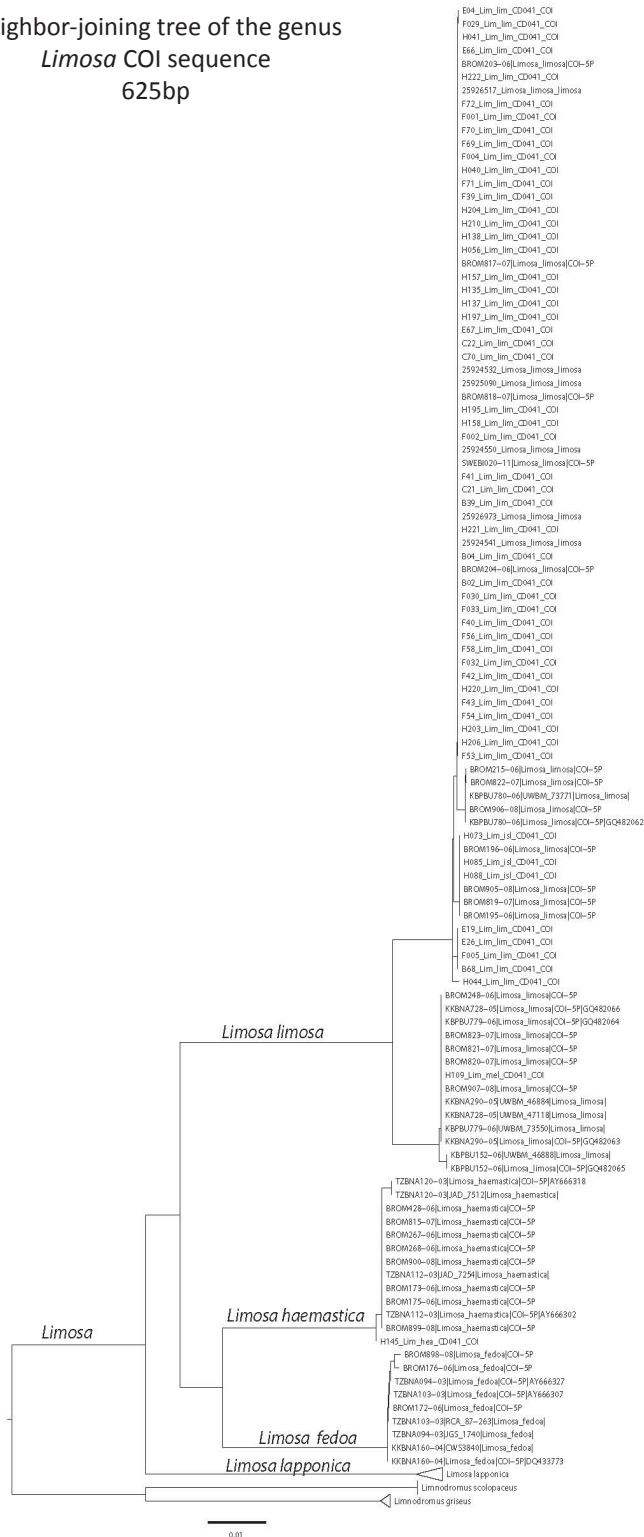 eighbor-joining tree of the genus
Limosa COI sequence
625bp
E04_Lim_lim_CD041_COI
F029_Lim_lim_CD041_COI
H041_Lim_lim_CD041_COI
E66_Lim_lim_CD041_COI
BROM203-06|Limosa_limosa|COI-5P
H222_Lim_lim_CD041_COI
25926517_Limosa_limosa_limosa
F72_Lim_lim_CD041_COI
F001_Lim_lim_CD041_COI
F70_Lim_lim_CD041_COI
F69_Lim_lim_CD041_COI
F004_Lim_lim_CD041_COI
H040_Lim_lim_CD041_COI
F71_Lim_lim_CD041_COI
F39_Lim_lim_CD041_COI
H204_Lim_lim_CD041_COI
H210_Lim_lim_CD041_COI
H138_Lim_lim_CD041_COI
H056_Lim_lim_CD041_COI
BROM817-07|Limosa_limosa|COI-5P
H157_Lim_lim_CD041_COI
H135_Lim_lim_CD041_COI
H137_Lim_lim_CD041_COI
H197_Lim_lim_CD041_COI
E67_Lim_lim_CD041_COI
C22_Lim_lim_CD041_COI
C70_Lim_lim_CD041_COI
25924532_Limosa_limosa_limosa
25925090_Limosa_limosa_limosa
BROM818-07|Limosa_limosa|COI-5P
H195_Lim_lim_CD041_COI
H158_Lim_lim_CD041_COI
F002_Lim_lim_CD041_COI
25924550_Limosa_limosa_limosa
SWEBI020-11|Limosa_limosa|COI-5P
F41_Lim_lim_CD041_COI
C21_Lim_lim_CD041_COI
B39_Lim_lim_CD041_COI
25926973_Limosa_limosa_limosa
H221_Lim_lim_CD041_COI
25924541_Limosa_limosa_limosa
B04_Lim_lim_CD041_COI
BROM204-06|Limosa_limosa|COI-5P
B02_Lim_lim_CD041_COI
F030_Lim_lim_CD041_COI
F033_Lim_lim_CD041_COI
F40_Lim_lim_CD041_COI
F56_Lim_lim_CD041_COI
F58_Lim_lim_CD041_COI
F032_Lim_lim_CD041_COI
F42_Lim_lim_CD041_COI
H220_Lim_lim_CD041_COI
F43_Lim_lim_CD041_COI
F54_Lim_lim_CD041_COI
H203_Lim_lim_CD041_COI
H206_Lim_lim_CD041_COI
F53_Lim_lim_CD041_COI
BROM215-06|Limosa_limosa|COI-5P
BROM822-07|Limosa_limosa|COI-5P
KBPBU780-06|UWBM_73771|Limosa_limosa|
BROM906-08|Limosa_limosa|COI-5P
KBPBU780-06|Limosa_limosa|COI-5P|GQ482062
H073_Lim_isl_CD041_COI
BROM196-06|Limosa_limosa|COI-5P
H085_Lim_isl_CD041_COI
H088_Lim_isl_CD041_COI
BROM905-08|Limosa_limosa|COI-5P
BROM819-07|Limosa_limosa|COI-5P
BROM195-06|Limosa_limosa|COI-5P
E19_Lim_lim_CD041_COI
E26_Lim_lim_CD041_COI
F005_Lim_lim_CD041_COI
B68_Lim_lim_CD041_COI
H044_Lim_lim_CD041_COI
Limosa limosa
BROM248-06|Limosa_limosa|COI-5P
KKBNA728-05|Limosa_limosa|COI-5P|GQ482066
KBPBU779-06|Limosa_limosa|COI-5P|GQ482064
BROM823-07|Limosa_limosa|COI-5P
BROM821-07|Limosa_limosa|COI-5P
BROM820-07|Limosa_limosa|COI-5P
H109_Lim_mel_CD041_COI
BROM907-08|Limosa_limosa|COI-5P
KKBNA290-05|UWBM_46884|Limosa_limosa|
KKBNA728-05|UWBM_47118|Limosa_limosa|
KBPBU779-06|UWBM_73550|Limosa_limosa|
KKBNA290-05|Limosa_limosa|COI-5P|GQ482063
KBPBU152-06|UWBM_46888|Limosa_limosa|
KBPBU152-06|Limosa_limosa|COI-5P|GQ482065
TZBNA120-03|Limosa_haemastica|COI-5P|AY666318
TZBNA120-03|JAD_7512|Limosa_haemastica|
BROM428-06|Limosa_haemastica|COI-5P
BROM815-07|Limosa_haemastica|COI-5P
BROM267-06|Limosa_haemastica|COI-5P
BROM268-06|Limosa_haemastica|COI-5P
BROM900-08|Limosa_haemastica|COI-5P
TZBNA112-03|JAD_7254|Limosa_haemastica|
BROM173-06|Limosa_haemastica|COI-5P
BROM175-06|Limosa_haemastica|COI-5P
Limosa haemastica
TZBNA112-03|Limosa_haemastica|COI-5P|AY666302
BROM899-08|Limosa_haemastica|COI-5P
Limosa
H145_Lim_hea_CD041_COI
BROM898-08|Limosa_fedoa|COI-5P
BROM176-06|Limosa_fedoa|COI-5P
TZBNA094-03|Limosa_fedoa|COI-5P|AY666327
TZBNA103-03|Limosa_fedoa|COI-5P|AY666307
BROM172-06|Limosa_fedoa|COI-5P
TZBNA103-03|RCA_87-263|Limosa_fedoa|
TZBNA094-03|JGS_1740|Limosa_fedoa|
Limosa fedoa
KKBNA160-04|CWS3840|Limosa_fedoa|
KKBNA160-04|Limosa_fedoa|COI-5P|DQ433773
Limosa lapponica
Limosa lapponica
Limnodromus scolopaceus
Limnodromus griseus
0.01